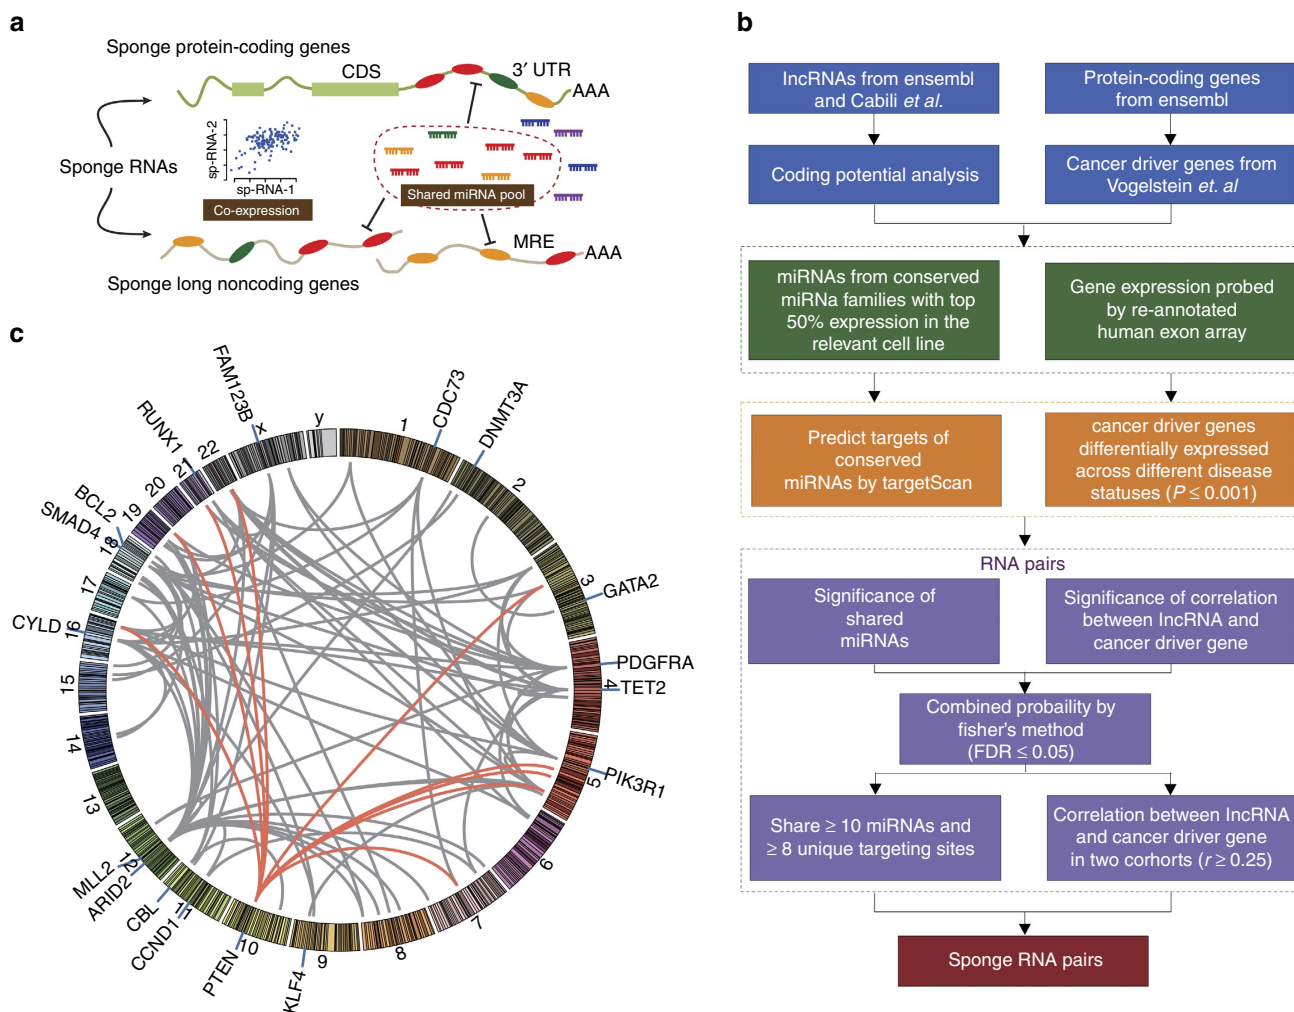 a
Sponge protein-coding genes
CDS
3′ UTR
AAA
sp-RNA-2
sp-RNA-1
Co-expression
Sponge RNAs
Shared miRNA pool
MRE
AAA
Sponge long noncoding genes
b
lncRNAs from ensembl
and Cabili et al.
Protein-coding genes
from ensembl
Coding potential analysis
Cancer driver genes from
Vogelstein et. al
miRNAs from conserved
miRNa families with top
50% expression in the
relevant cell line
Gene expression probed
by re-annotated
human exon array
Predict targets of
conserved
miRNAs by targetScan
cancer driver genes
differentially expressed
across different disease
statuses (P ≤ 0.001)
RNA pairs
Significance of
shared
miRNAs
Significance of correlation
between lncRNA and
cancer driver gene
Combined probaility by
fisher's method
(FDR ≤ 0.05)
Share ≥ 10 miRNAs and
≥ 8 unique targeting sites
Correlation between lncRNA
and cancer driver gene
in two cohorts (r ≥ 0.25)
Sponge RNA pairs
c
1
2
3
4
5
6
7
8
9
10
11
12
13
14
15
16
17
18
19
20
21
22
x
y
CDC73
DNMT3A
GATA2
PDGFRA
TET2
PIK3R1
KLF4
PTEN
CCND1
CBL
ARID2
MLL2
CYLD
SMAD4
BCL2
RUNX1
FAM123B